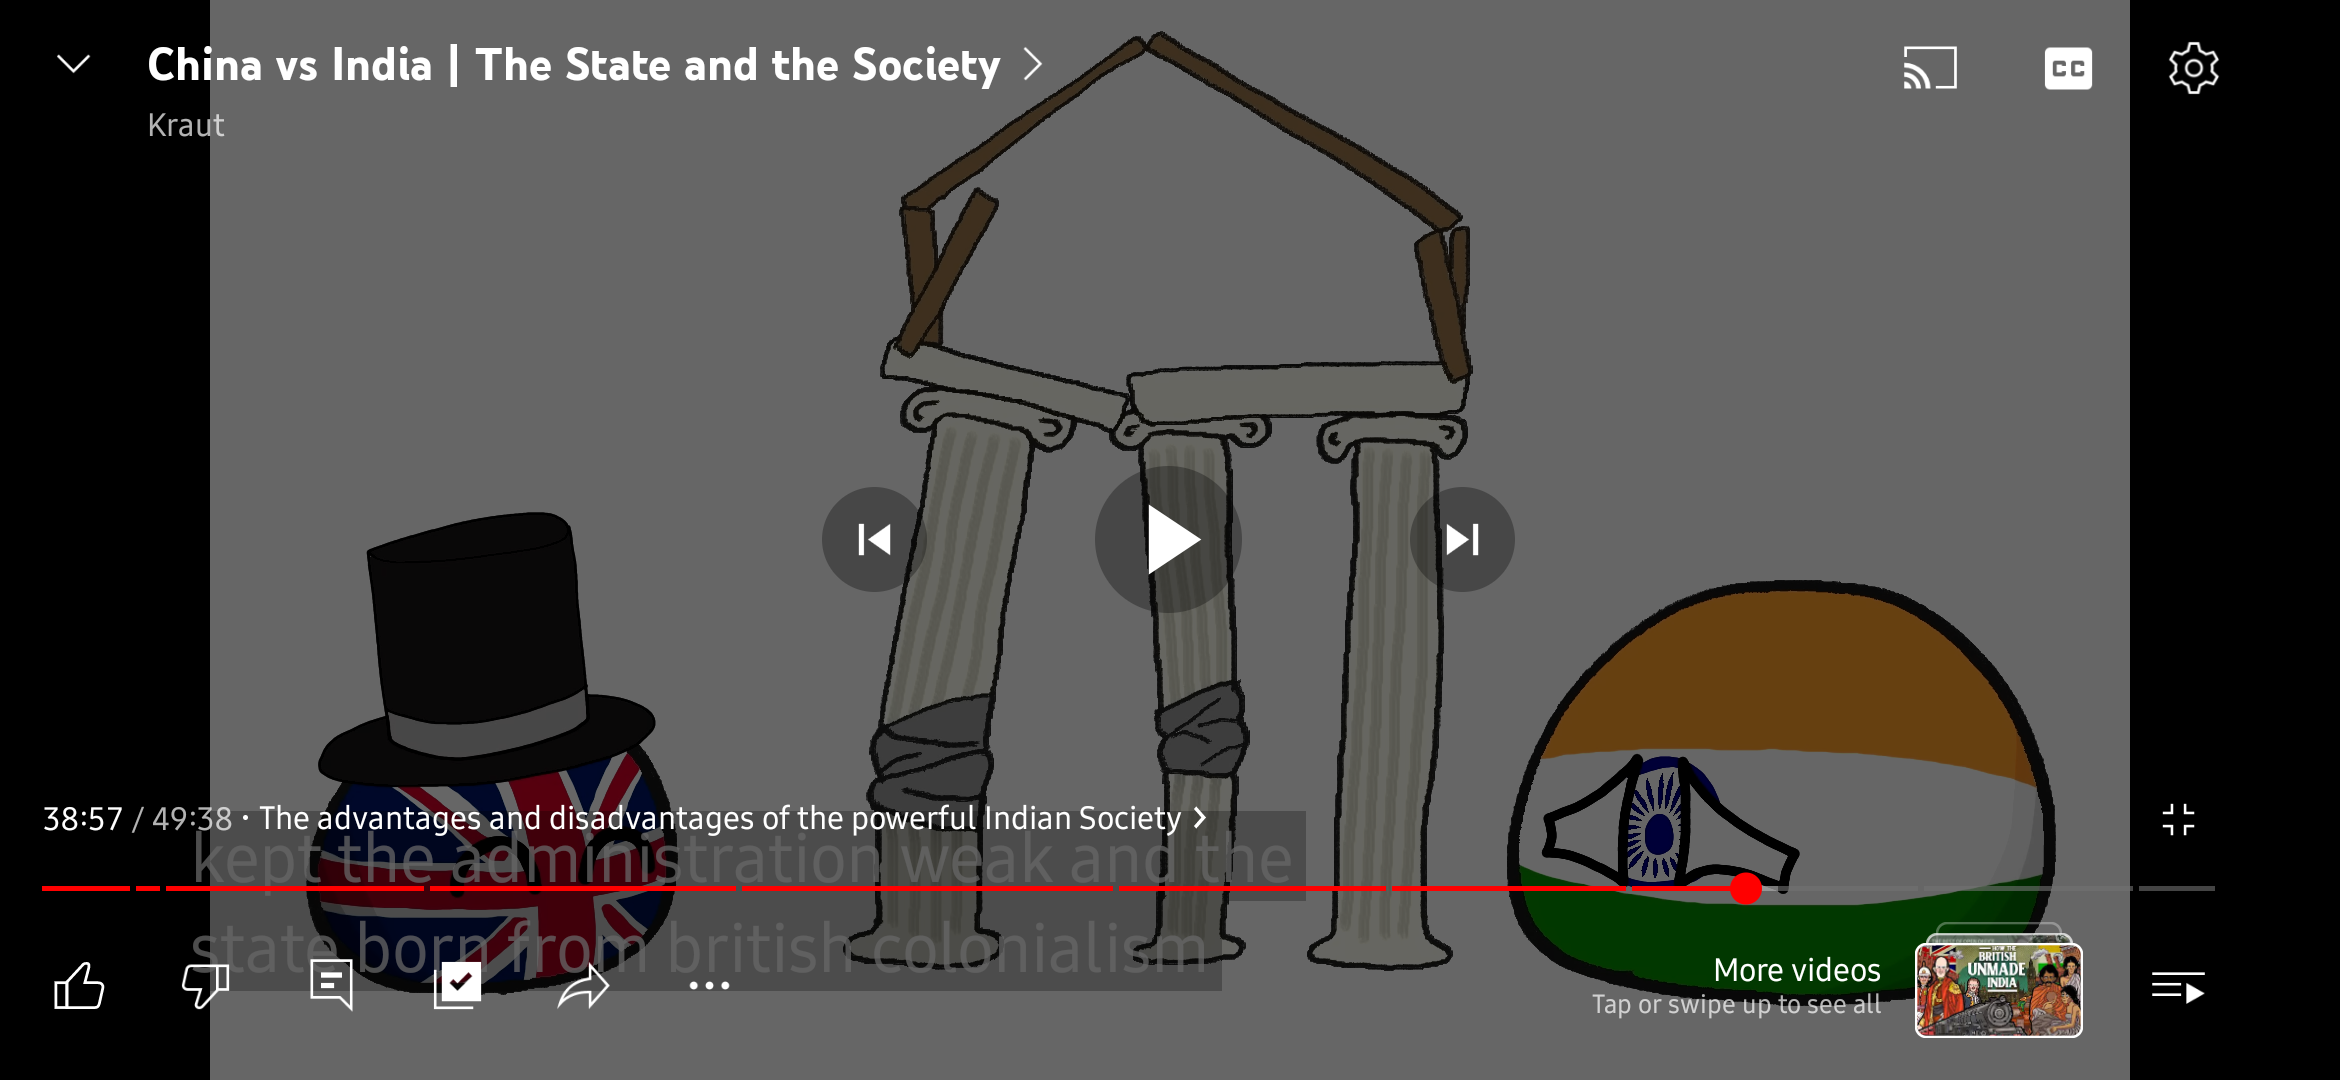 China vs India | The State and the Society
Kraut
CC
38:57 / 49:38 · The advantages and disadvantages of the powerful Indian Society
kept the administration weak and the
state born from british colonialism
More videos
Tap or swipe up to see all
HOW THE
BRITISH
UNMADE
INDIA